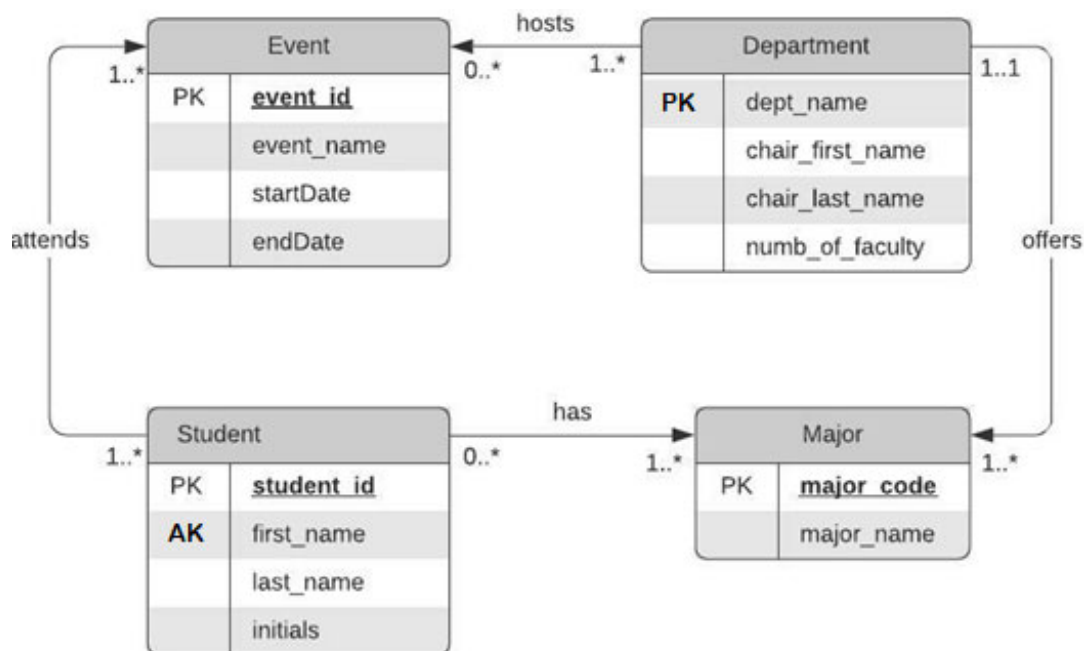 hosts
Event
1..*
0..*
PK event_id
event_name
startDate
endDate
Department
1..*
1..1
PK dept_name
chair_first_name
chair_last_name
numb_of_faculty
attends
offers
has
Student
1..*
0..*
PK student_id
AK first_name
last_name
initials
Major
1..*
1..*
PK major_code
major_name